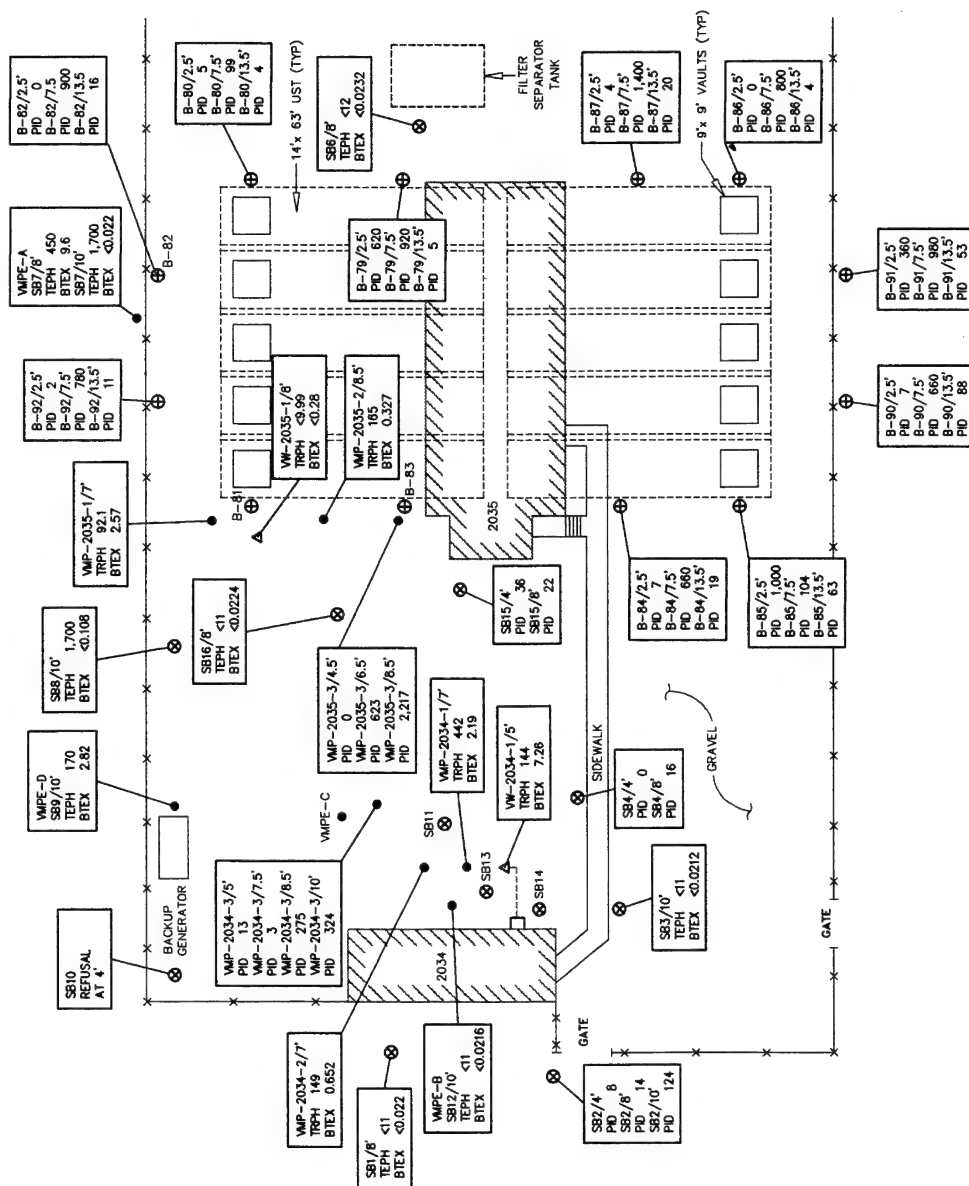 B-82/2.5'
PID 0
B-82/7.5
PID 900
B-82/13.5
PID 16
B-80/2.5'
PID 5
B-80/7.5'
PID 99
B-80/13.5'
PID 4
VMPE-A
SB7/8'
TEPH 450
BTEX 9.6
SB7/10'
TEPH 1,700
BTEX <0.022
B-82
14'x 63' UST (TYP)
SB6/8'
TEPH <12
BTEX <0.0232
FILTER
SEPARATOR
TANK
B-92/2.5'
PID 2
B-92/7.5'
PID 780
B-92/13.5'
PID 11
B-79/2.5'
PID 620
B-79/7.5'
PID 920
B-79/13.5'
PID 5
B-87/2.5'
PID 4
B-87/7.5'
PID 1,400
B-87/13.5'
PID 20
9'x 9' VAULTS (TYP)
B-86/2.5'
PID 0
B-86/7.5'
PID 800
B-86/13.5'
PID 4
VW-2035-1/8'
TRPH <9.99
BTEX <0.28
VMP-2035-2/8.5'
TRPH 165
BTEX 0.327
B-91/2.5'
PID 360
B-91/7.5'
PID 980
B-91/13.5'
PID 53
B-90/2.5'
PID 7
B-90/7.5'
PID 660
B-90/13.5'
PID 88
VMP-2035-1/7'
TRPH 92.1
BTEX 2.57
B-81
B-83
2035
SB8/10'
TEPH 1,700
BTEX <0.108
SB16/8'
TEPH <11
BTEX <0.0224
SB15/4'
PID 36
SB15/8'
PID 22
B-84/2.5'
PID 7
B-84/7.5'
PID 660
B-84/13.5'
PID 19
B-85/2.5'
PID 1,000
B-85/7.5'
PID 104
B-85/13.5'
PID 63
VMPE-D
SB9/10'
TEPH 170
BTEX 2.82
VMP-2035-3/4.5'
PID 0
VMP-2035-3/6.5'
PID 623
VMP-2035-3/8.5'
PID 2,217
VMP-2034-1/7'
TRPH 442
BTEX 2.19
VW-2034-1/5'
TRPH 144
BTEX 7.26
SIDEWALK
SB4/4'
PID 0
SB4/8'
PID 16
GRAVEL
BACKUP
GENERATOR
VMPE-C
SB11
SB13
SB14
SB10
REFUSAL
AT 4'
VMP-2034-3/5'
PID 13
VMP-2034-3/7.5'
PID 3
VMP-2034-3/8.5'
PID 275
VMP-2034-3/10'
PID 324
2034
SB3/10'
TEPH <11
BTEX <0.0212
GATE
VMP-2034-2/7'
TRPH 149
BTEX 0.652
SB1/8'
TEPH <11
BTEX <0.022
VMPE-B
SB12/10'
TEPH <11
BTEX <0.0216
GATE
SB2/4'
PID 8
SB2/8'
PID 14
SB2/10'
PID 124